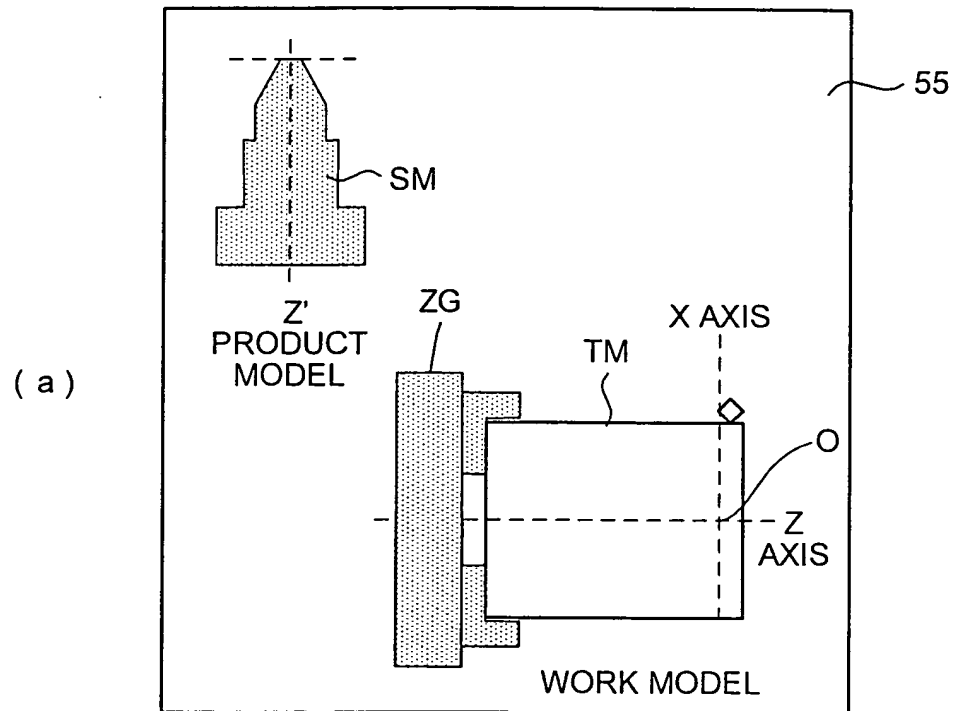 55
SM
Z'
PRODUCT
MODEL
ZG
X AXIS
TM
( a )
O
Z
AXIS
WORK MODEL